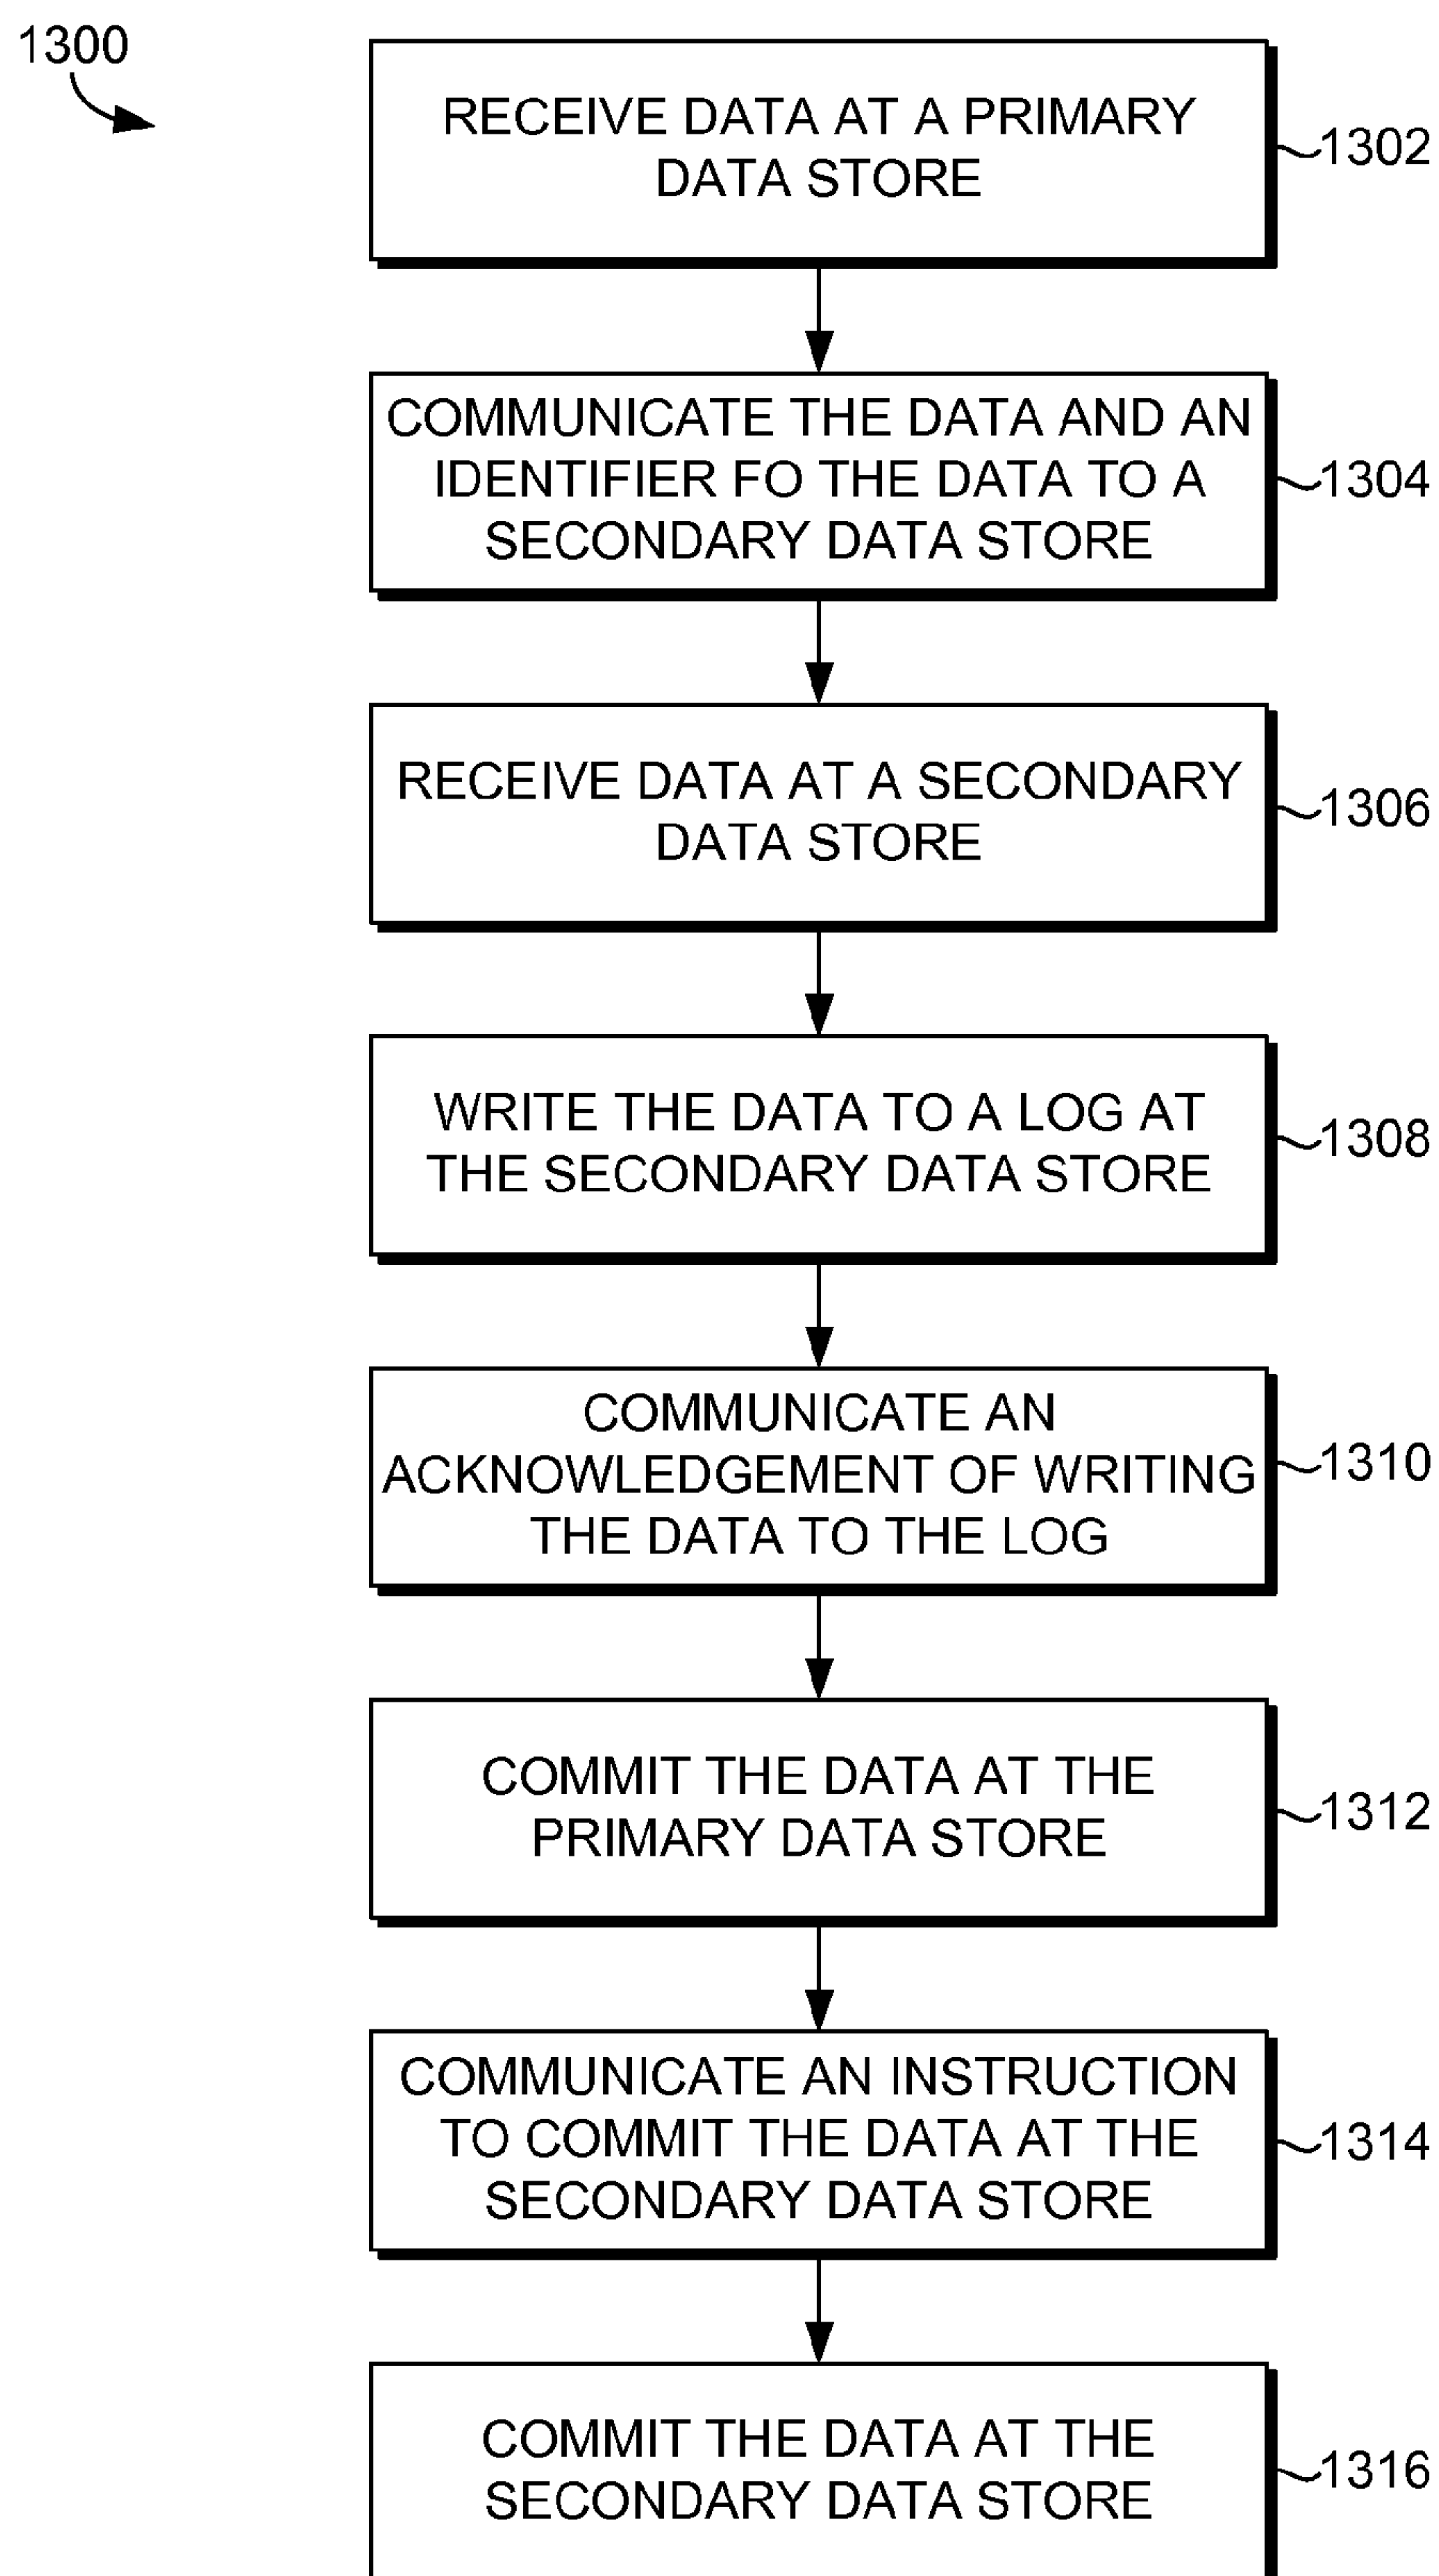 1300
RECEIVE DATA AT A PRIMARY
DATA STORE
1302
COMMUNICATE THE DATA AND AN
IDENTIFIER FO THE DATA TO A
SECONDARY DATA STORE
1304
RECEIVE DATA AT A SECONDARY
DATA STORE
1306
WRITE THE DATA TO A LOG AT
THE SECONDARY DATA STORE
1308
COMMUNICATE AN
ACKNOWLEDGEMENT OF WRITING
THE DATA TO THE LOG
1310
COMMIT THE DATA AT THE
PRIMARY DATA STORE
1312
COMMUNICATE AN INSTRUCTION
TO COMMIT THE DATA AT THE
SECONDARY DATA STORE
1314
COMMIT THE DATA AT THE
SECONDARY DATA STORE
1316